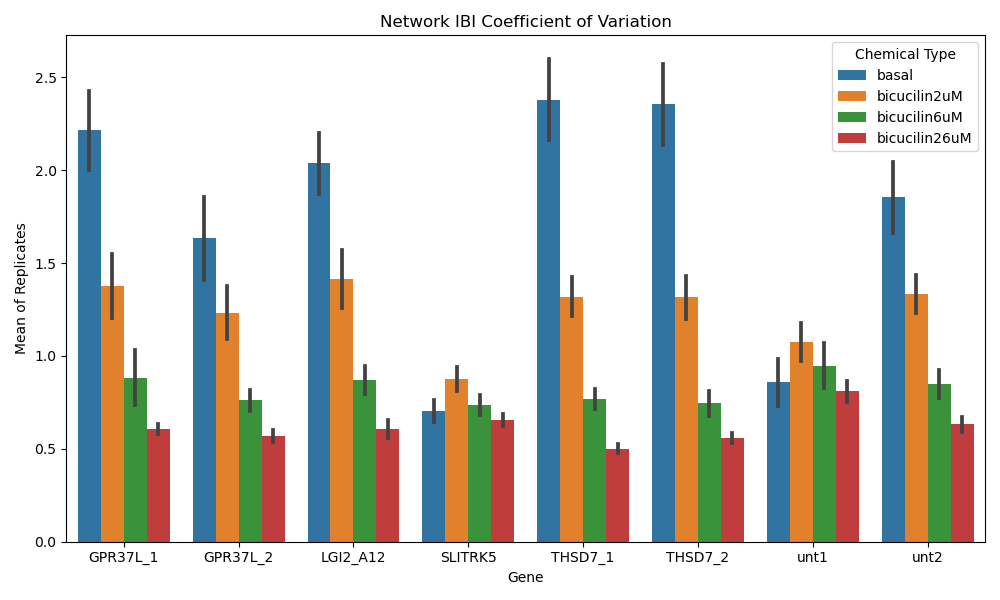 Network IBI Coefficient of Variation
Chemical Type
basal
bicucilin2uM
bicucilin6uM
bicucilin26uM
Mean of Replicates
2.5
2.0
1.5
1.0
0.5
0.0
GPR37L_1 GPR37L_2 LGI2_A12 SLITRK5 THSD7_1 THSD7_2 unt1 unt2
Gene